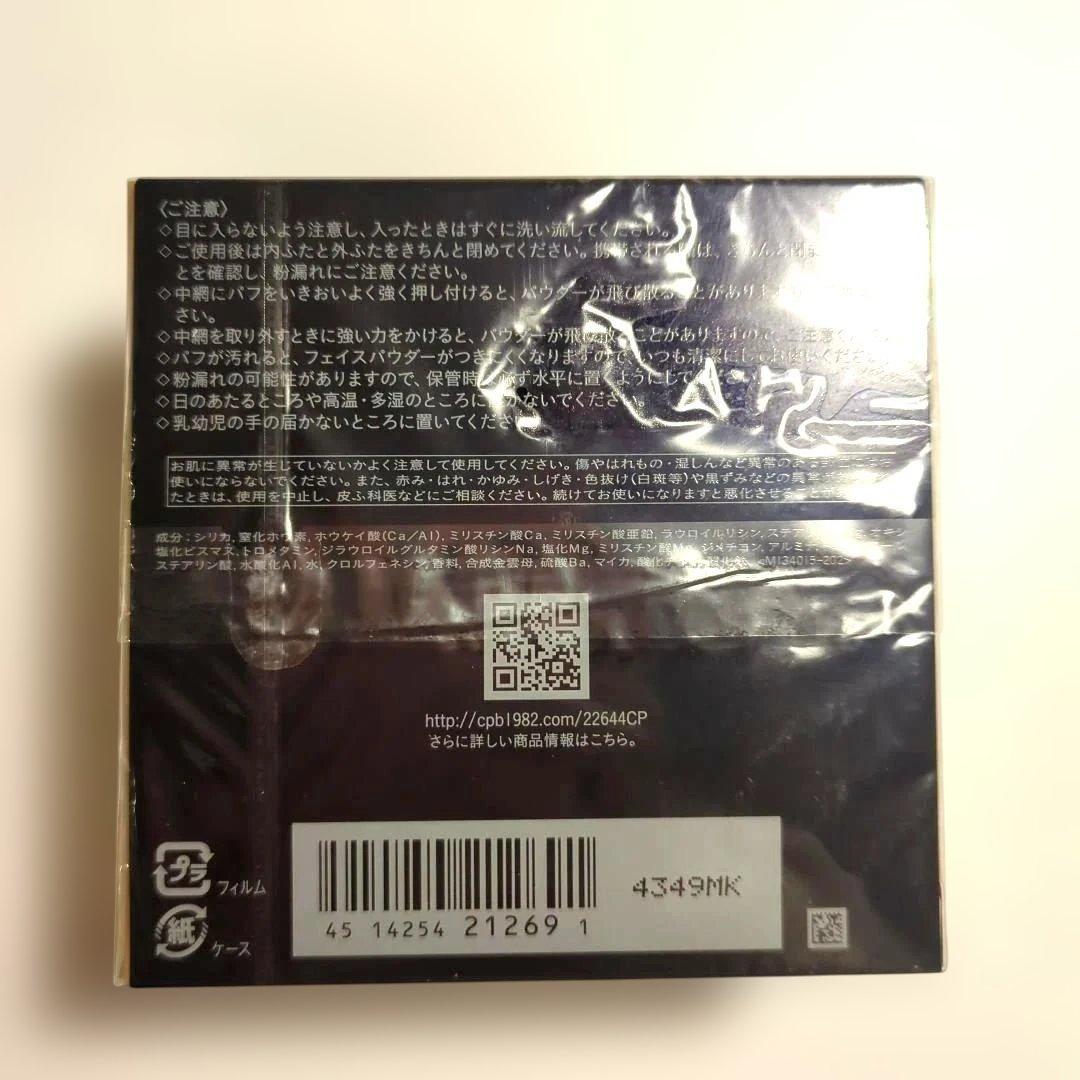 〈ご注意〉
◇目に入らないよう注意し、入ったときはすぐに洗い流してください。
◇ご使用後は内ふたと外ふたをきちんと閉めてください。携帯される
とを確認し、粉漏れにご注意ください。
◇中網にパフをいきおいよく強く押し付けると、パウダーが飛び散ることがあります
さい。
◇中網を取り外すときに強い力をかけると、パウダーが飛び散ることがありますので、ご注意く
◇パフが汚れると、フェイスパウダーがつきにくくなりますので、いつも清潔にしてお使いくだ
◇粉漏れの可能性がありますので、保管時は必ず水平に置くようにして
◇日のあたるところや高温・多湿のところに置かないでください。
◇乳幼児の手の届かないところに置いてください
お肌に異常が生じていないかよく注意して使用してください。傷やはれもの・湿しんなど異常のある
使いにならないでください。また、赤み・はれ・かゆみ・しげき・色抜け(白斑等)や黒ずみなどの異常
たときは、使用を中止し、皮ふ科医などにご相談ください。続けてお使いになりますと悪化させること
成分：シリカ, 窒化ホウ素, ホウケイ酸(Ca/Al), ミリスチン酸Ca, ミリスチン酸亜鉛, ラウロイルリシン,
塩化ビスマス, トロメタミン, ジラウロイルグルタミン酸リシンNa, 塩化Mg, ミリスチン酸Mg, ジメチコン,
ステアリン酸, 水酸化Al, 水, クロルフェネシン, 香料, 合成金雲母, 硫酸Ba, マイカ, <M134015-202>
http://cpb1982.com/22644CP
さらに詳しい商品情報はこちら。
プラ フィルム
紙 ケース
45 14254 21269 1
4349MK